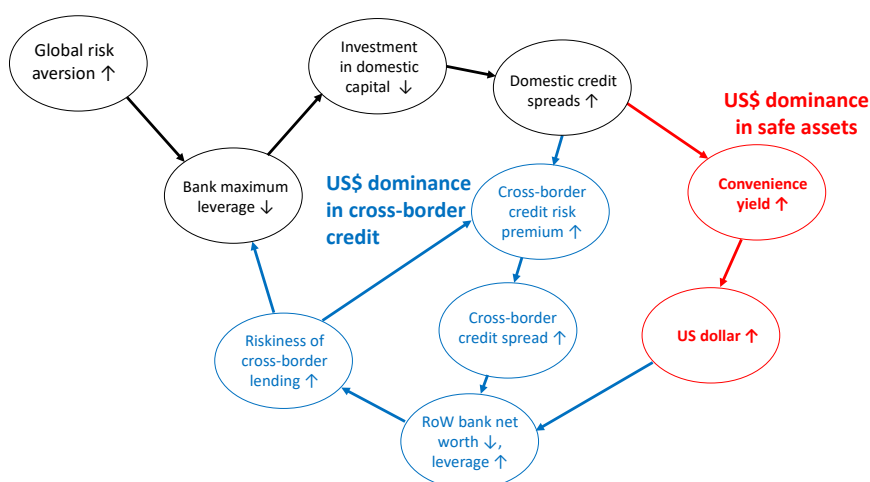 Global risk
aversion ↑
Investment
in domestic
capital ↓
Domestic credit
spreads ↑
US$ dominance
in safe assets
Bank maximum
leverage ↓
US$ dominance
in cross-border
credit
Cross-border
credit risk
premium ↑
Convenience
yield ↑
Riskiness of
cross-border
lending ↑
Cross-border
credit spread ↑
US dollar ↑
RoW bank net
worth ↓,
leverage ↑